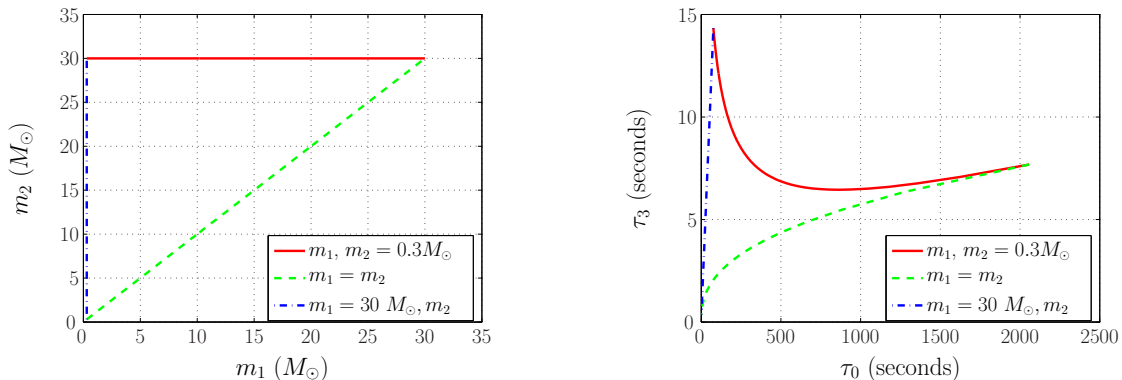 35
30
25
20
15
10
5
0
m₂ (M⊙)
m₁, m₂ = 0.3M⊙
m₁ = m₂
m₁ = 30 M⊙, m₂
0 5 10 15 20 25 30 35
m₁ (M⊙)
15
10
5
0
τ₃ (seconds)
m₁, m₂ = 0.3M⊙
m₁ = m₂
m₁ = 30 M⊙, m₂
0 500 1000 1500 2000 2500
τ₀ (seconds)